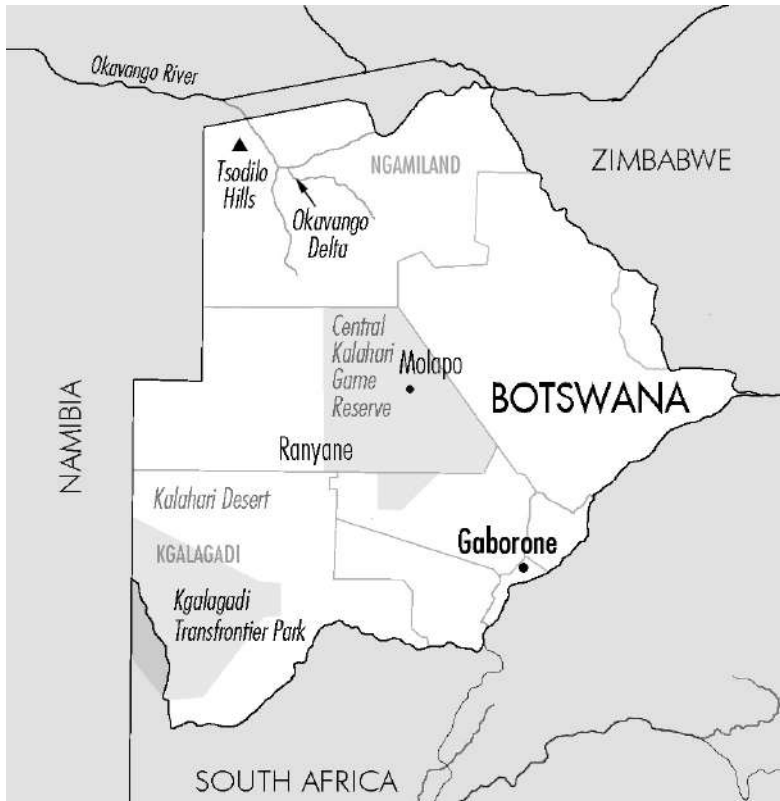 Okavango River
ZIMBABWE
NGAMILAND
Tsodilo
Hills
Okavango
Delta
Central
Kalahari
Game
Reserve
Molapo
BOTSWANA
NAMIBIA
Ranyane
Kalahari Desert
Gaborone
KGALAGADI
Kgalagadi
Transfrontier Park
SOUTH AFRICA